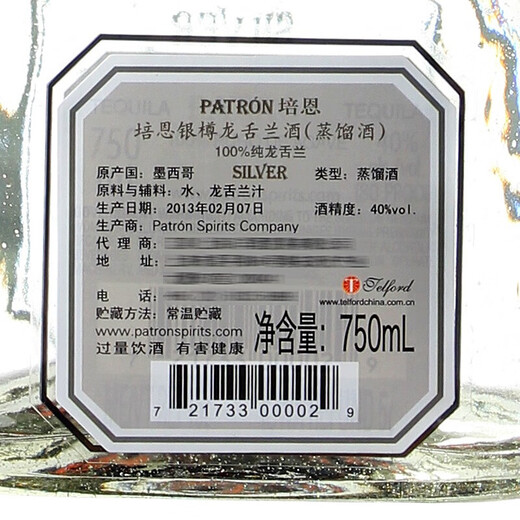 PATRÓN 培恩
培恩银樽龙舌兰酒(蒸馏酒)
100%纯龙舌兰
原产国: 墨西哥 SILVER 类型: 蒸馏酒
原料与辅料: 水、龙舌兰汁
生产日期: 2013年02月07日 酒精度: 40%vol.
生产商: Patrón Spirits Company
代理商:
地 址:
电 话:
Telford
www.telfordchina.com.cn
贮藏方法: 常温贮藏
www.patronspirits.com
过量饮酒 有害健康
净含量: 750mL
7 21733 00002 9